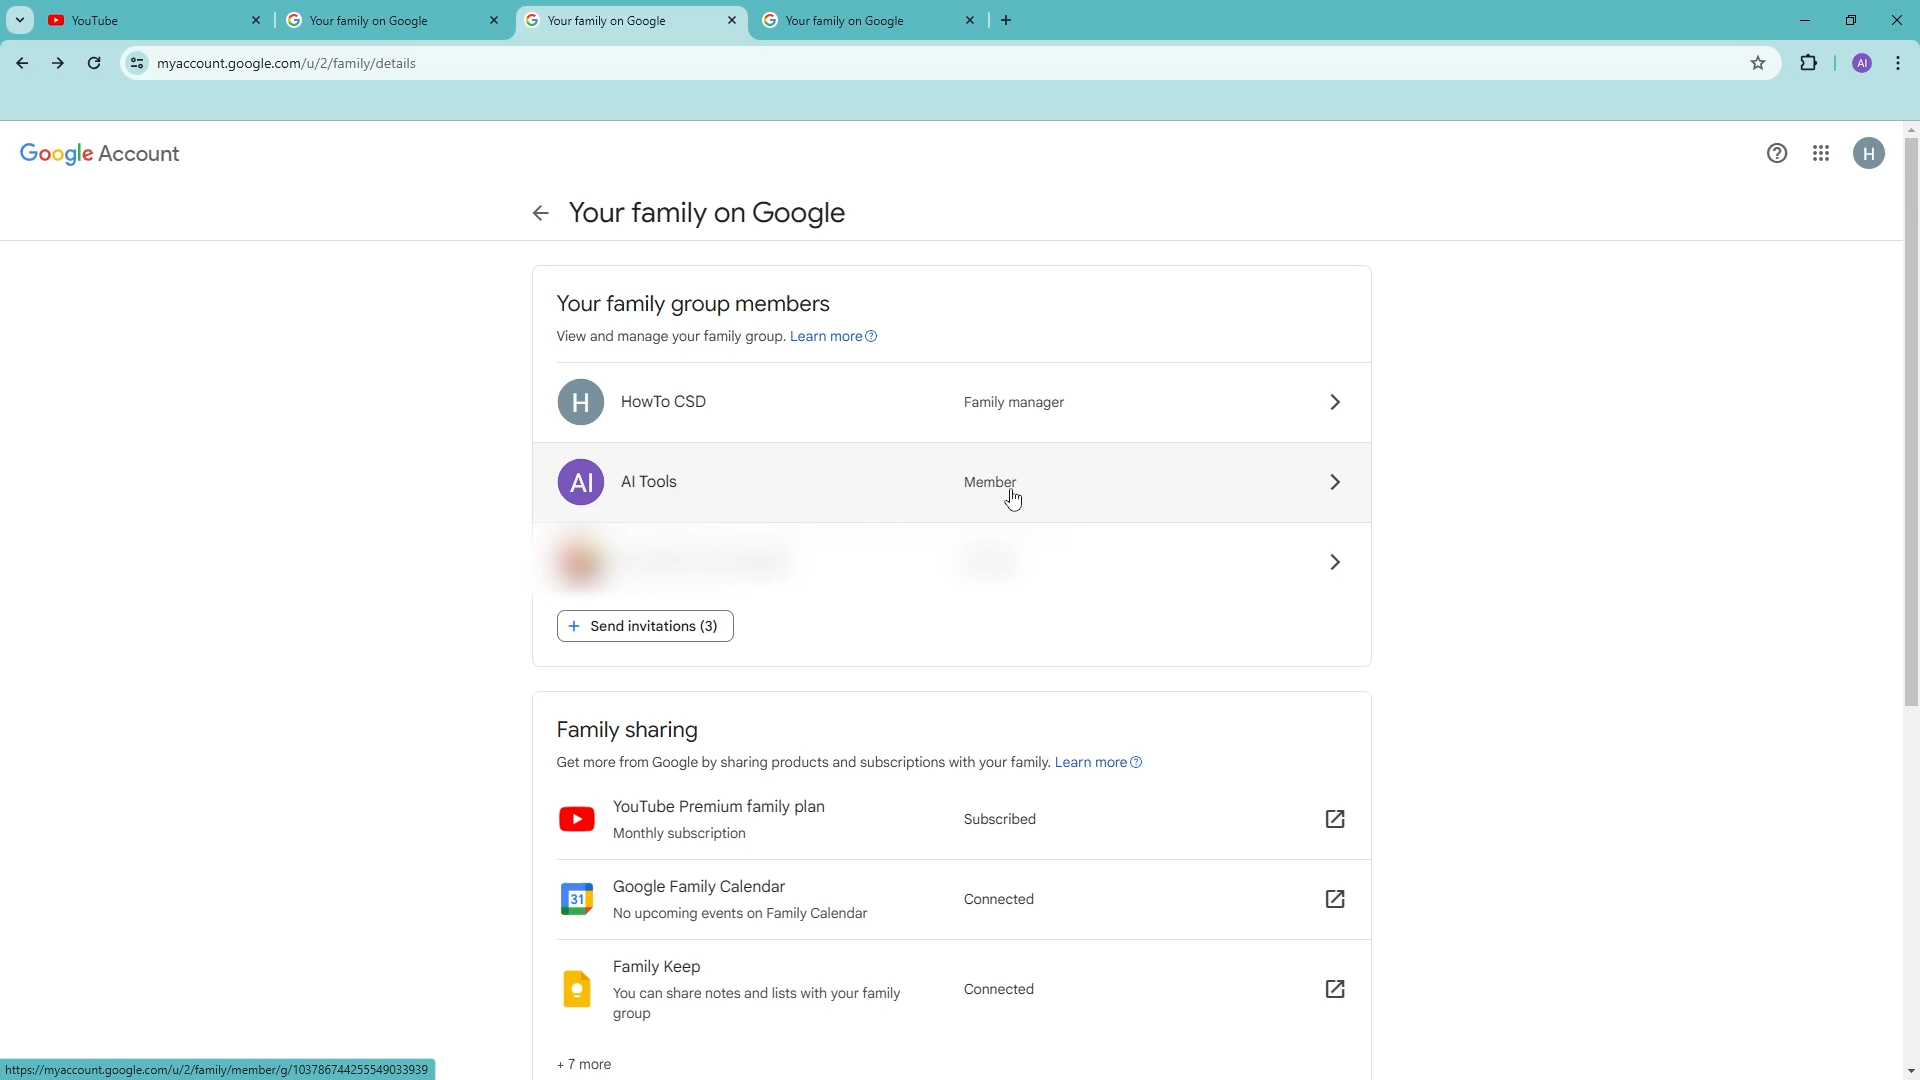 YouTube
Your family on Google
Your family on Google
Your family on Google
myaccount.google.com/u/2/family/details
AI
Google Account
H
Your family on Google
Your family group members
View and manage your family group. Learn more
H HowTo CSD Family manager
AI AI Tools Member
+ Send invitations (3)
Family sharing
Get more from Google by sharing products and subscriptions with your family. Learn more
YouTube Premium family plan
Monthly subscription
Subscribed
31
Google Family Calendar
No upcoming events on Family Calendar
Connected
Family Keep
You can share notes and lists with your family
group
Connected
+ 7 more
https://myaccount.google.com/u/2/family/member/g/103786744255549033939